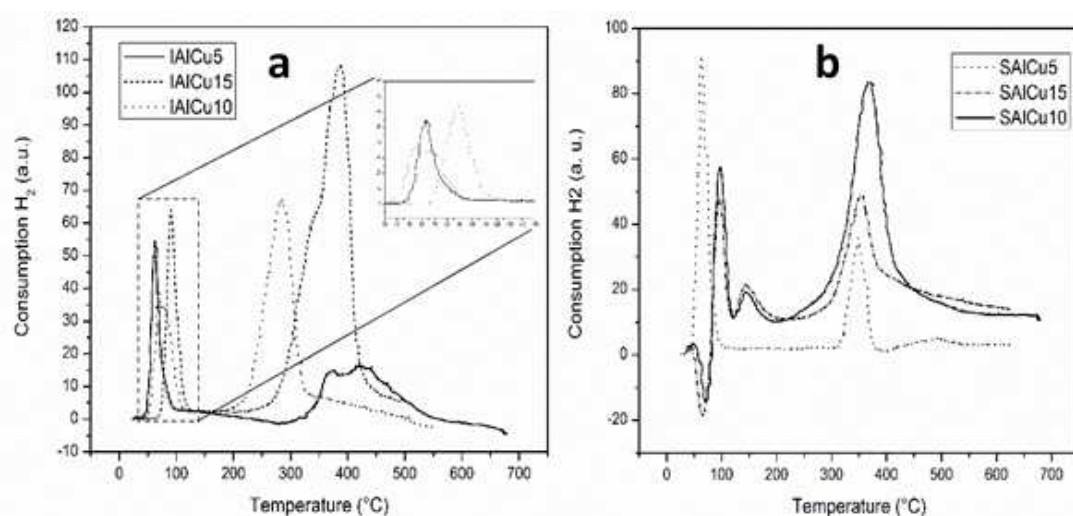 a
IAlCu5
IAlCu15
IAlCu10
Consumption H2 (a.u.)
120
110
100
90
80
70
60
50
40
30
20
10
0
-10
0 100 200 300 400 500 600 700
Temperature (°C)
b
SAlCu5
SAlCu15
SAlCu10
Consumption H2 (a. u.)
100
80
60
40
20
0
-20
0 100 200 300 400 500 600 700
Temperature (°C)